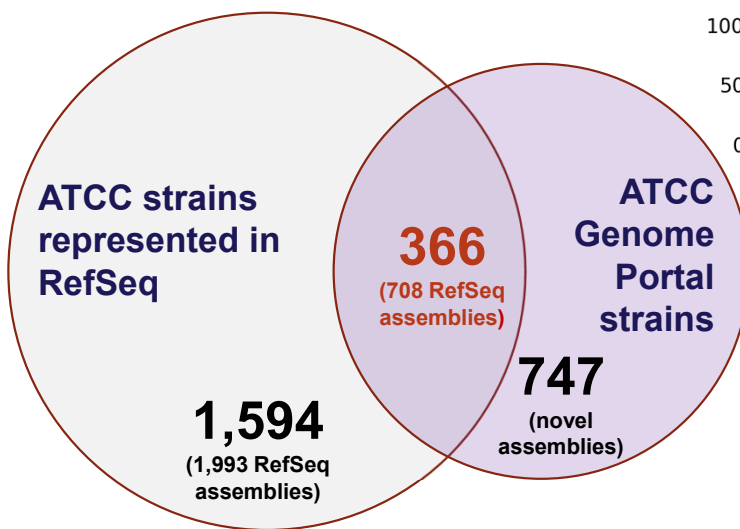 100
50
0
ATCC strains
represented in
RefSeq
366
(708 RefSeq
assemblies)
ATCC
Genome
Portal
strains
747
(novel
assemblies)
1,594
(1,993 RefSeq
assemblies)